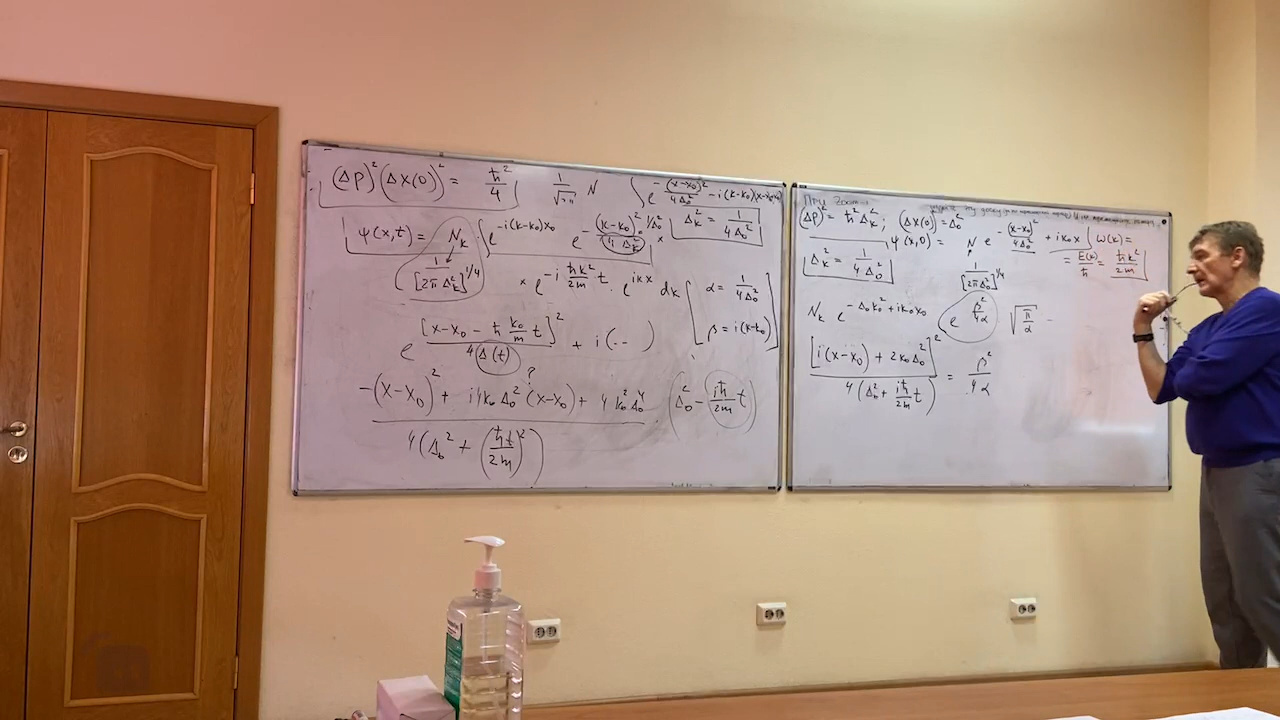 (Δp)² (Δx(0))² = ħ²/4
1/√2π N ∫ e^{-(x-x₀)²/4Δ₀² - i(k-k₀)(x-x₀)}
ψ(x,t) = N_k ∫ e^{-i(k-k₀)x₀} e^{-(k-k₀)²/4Δ_k²} ×
Δ_k² = 1/4Δ₀²
1/[2πΔ_k²]^{1/4}
× e^{-i ħk²/2m t} · e^{ikx} dk
α = 1/4Δ₀²
β = i(x-x₀)
e^{[x-x₀ - ħ k₀/m t]²/4(Δ(t)) + i(...)}
?
-(x-x₀)² + i4k₀Δ₀²(x-x₀) + 4k₀²Δ₀⁴ · (Δ₀² - iħ/2m t)
4(Δ₀² + (ħt/2m)²)
При Zoom
(Δp)² = ħ²Δ_k²; (Δx(0))² = Δ₀²
Δ_k² = 1/4Δ₀²
ψ(x,0) = N e^{-(x-x₀)²/4Δ₀² + ik₀x}
1/[2πΔ₀²]^{1/4}
ω(k) =
= E(k)/ħ = ħk²/2m
N_k e^{-Δ₀k₀² + ik₀x₀} e^{β²/4α} √π/α
[i(x-x₀) + 2k₀Δ₀²]² / 4(Δ₀² + iħ/2m t) = β²/4α